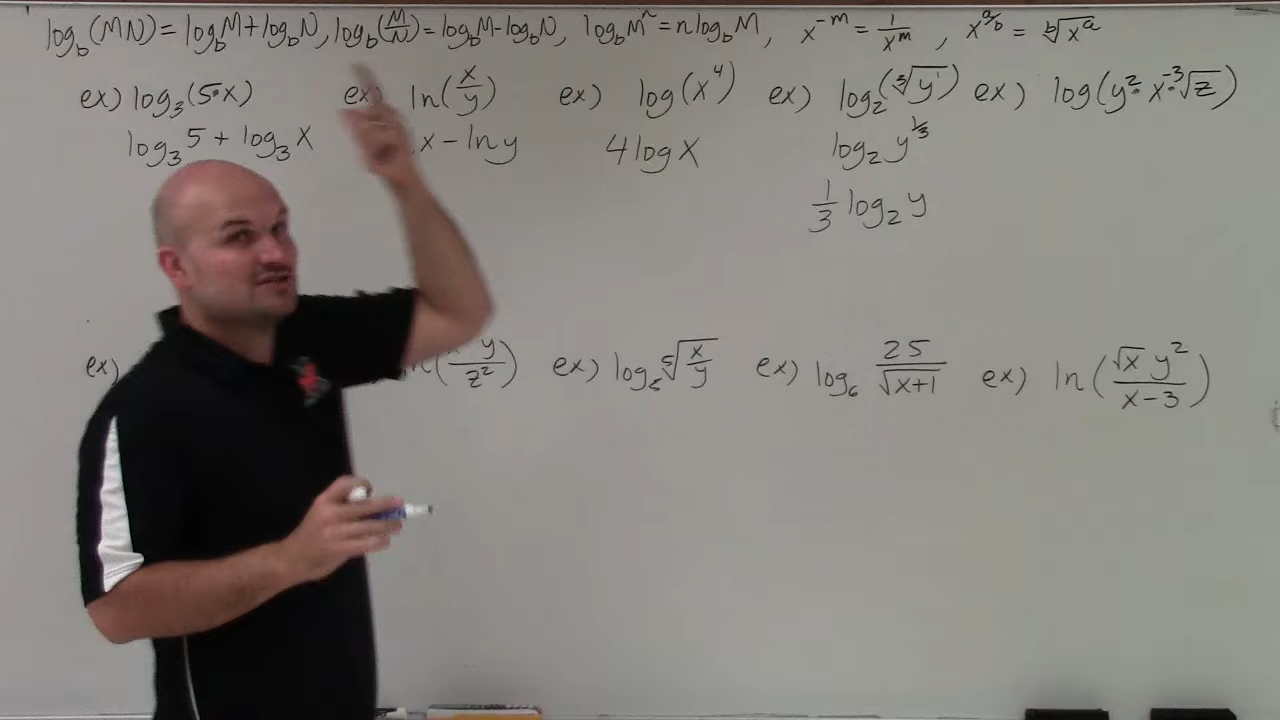 log_b(MN) = log_b M + log_b N, log_b(M/N) = log_b M - log_b N, log_b M^n = n log_b M, x^{-m} = 1/x^m, x^{a/b} = ᵇ√(x^a)
ex) log_3(5·x) ex) ln(x/y) ex) log(x^4) ex) log_2(∛y) ex) log(y^2·x^{-3}√z)
log_3 5 + log_3 x x - ln y 4 log x log_2 y^{1/3}
1/3 log_2 y
ex) y/z^2) ex) log_5 ⁵√(x/y) ex) log_6 25/√(x+1) ex) ln(√x y^2/(x-3))